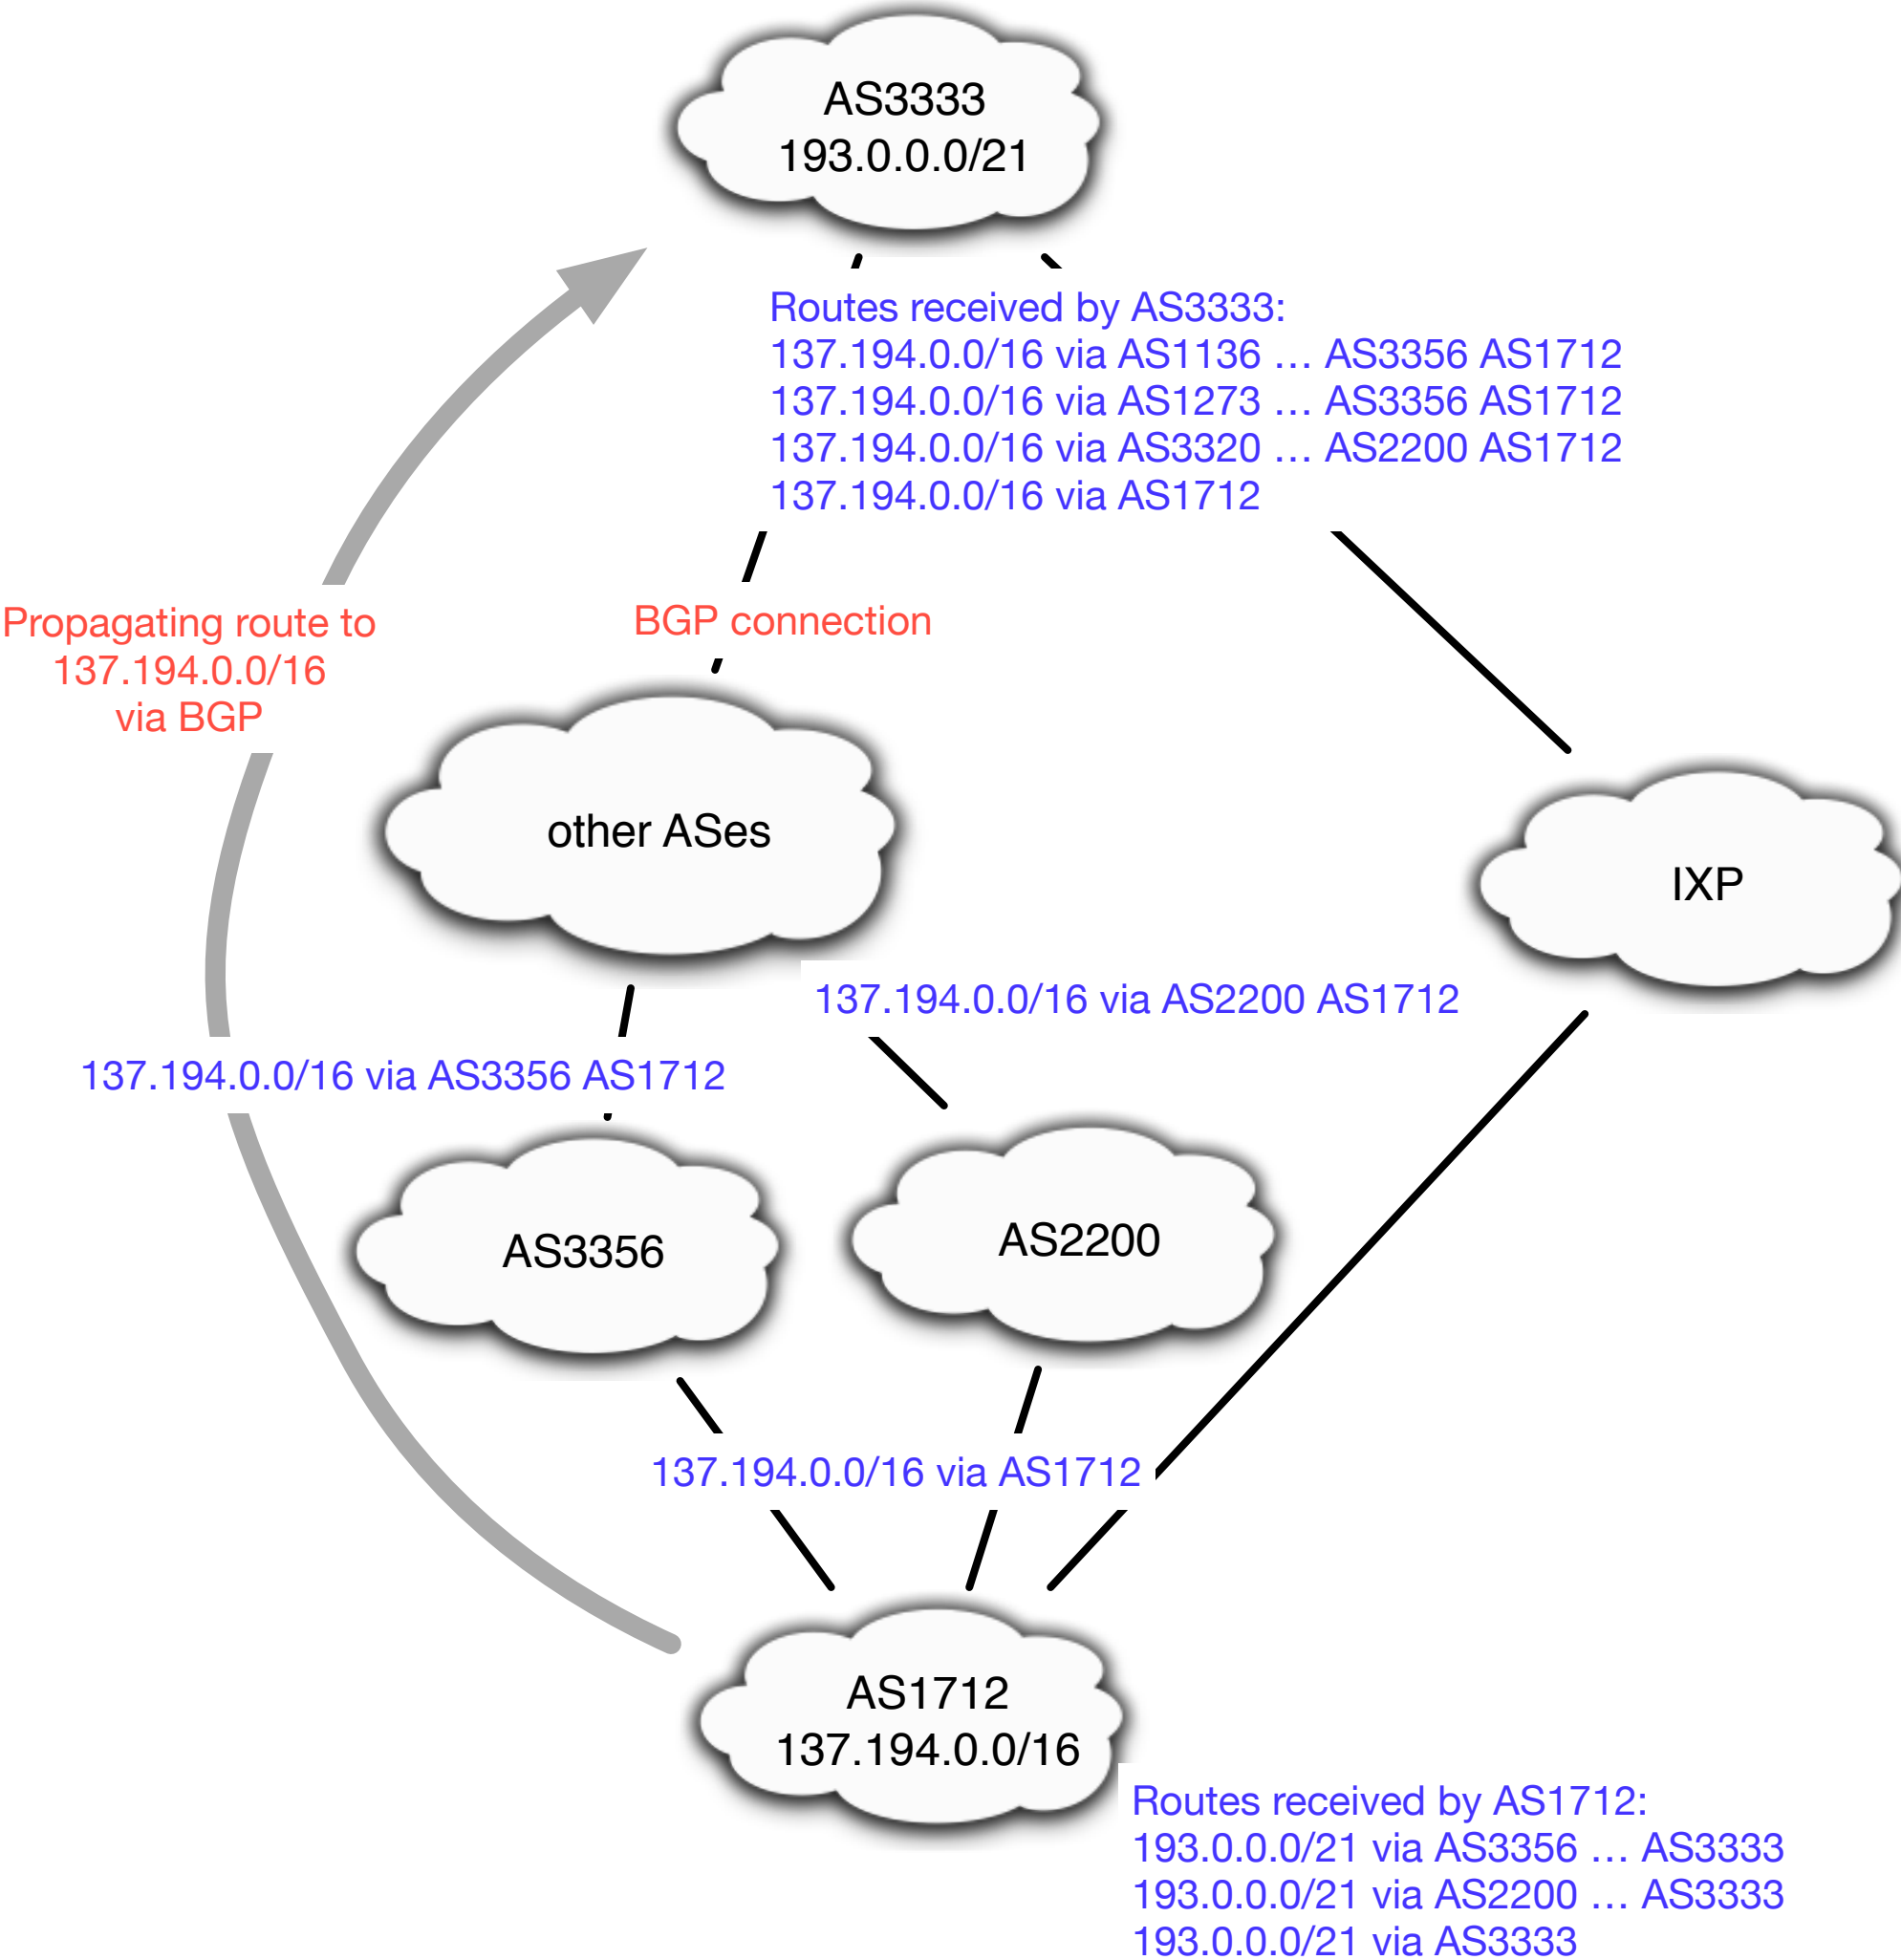 AS3333
193.0.0.0/21
Routes received by AS3333:
137.194.0.0/16 via AS1136 … AS3356 AS1712
137.194.0.0/16 via AS1273 … AS3356 AS1712
137.194.0.0/16 via AS3320 … AS2200 AS1712
137.194.0.0/16 via AS1712
Propagating route to
137.194.0.0/16
via BGP
BGP connection
other ASes
IXP
137.194.0.0/16 via AS2200 AS1712
137.194.0.0/16 via AS3356 AS1712
AS3356
AS2200
137.194.0.0/16 via AS1712
AS1712
137.194.0.0/16
Routes received by AS1712:
193.0.0.0/21 via AS3356 … AS3333
193.0.0.0/21 via AS2200 … AS3333
193.0.0.0/21 via AS3333